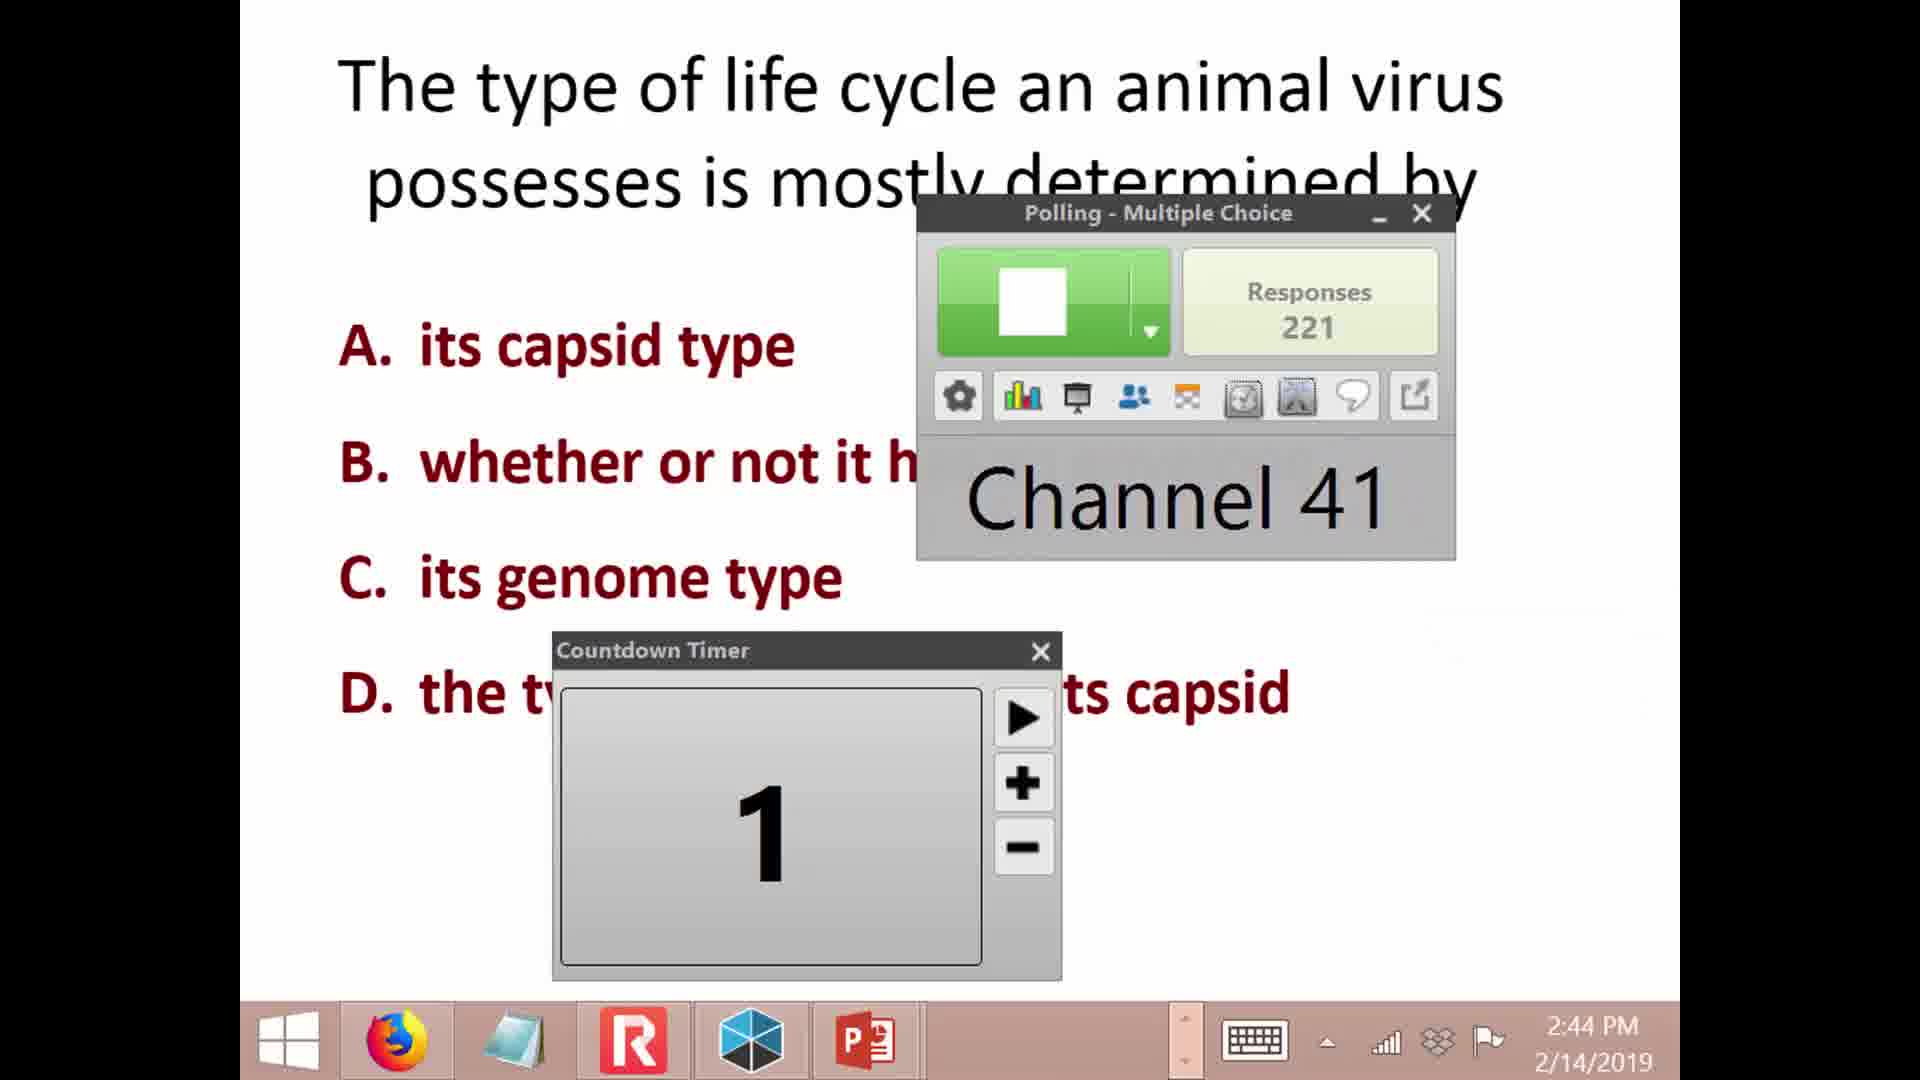 The type of life cycle an animal virus
possesses is mostly determined by
Polling - Multiple Choice
Responses
221
A. its capsid type
B. whether or not it h
Channel 41
C. its genome type
Countdown Timer
D. the ty
ts capsid
1
2:44 PM
2/14/2019